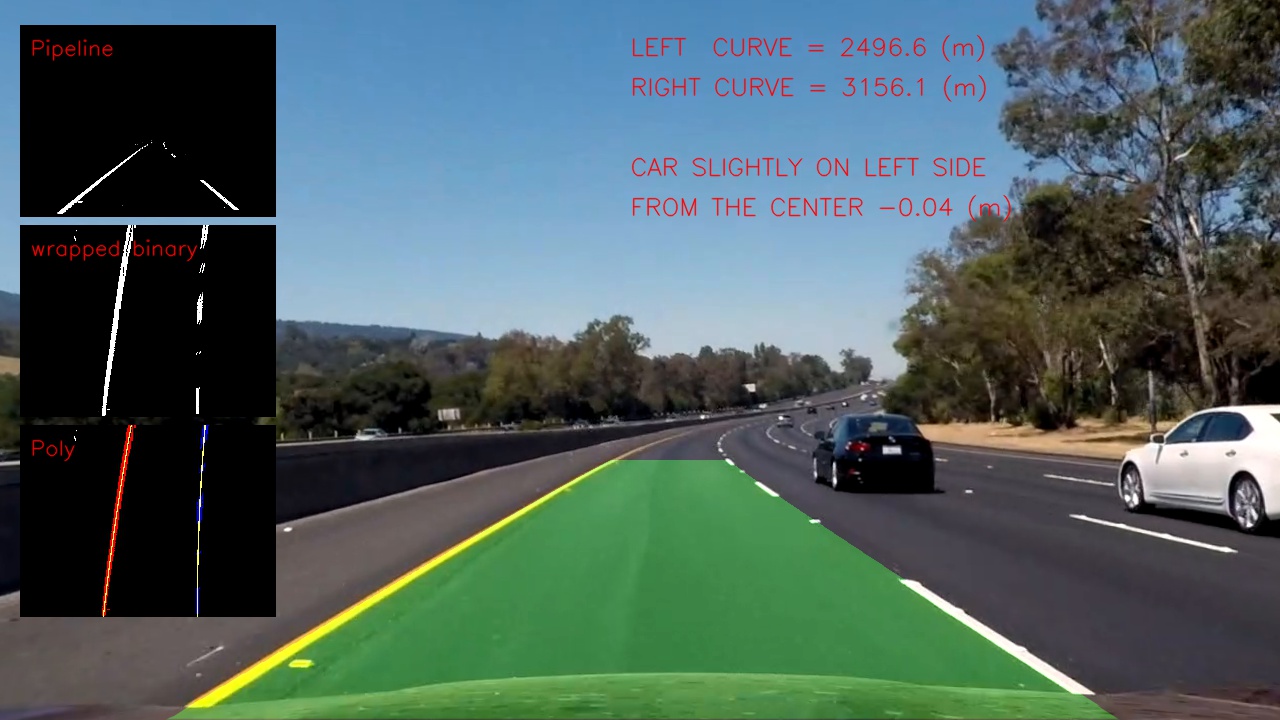 Pipeline
wrapped binary
Poly
LEFT CURVE = 2496.6 (m)
RIGHT CURVE = 3156.1 (m)
CAR SLIGHTLY ON LEFT SIDE
FROM THE CENTER -0.04 (m)